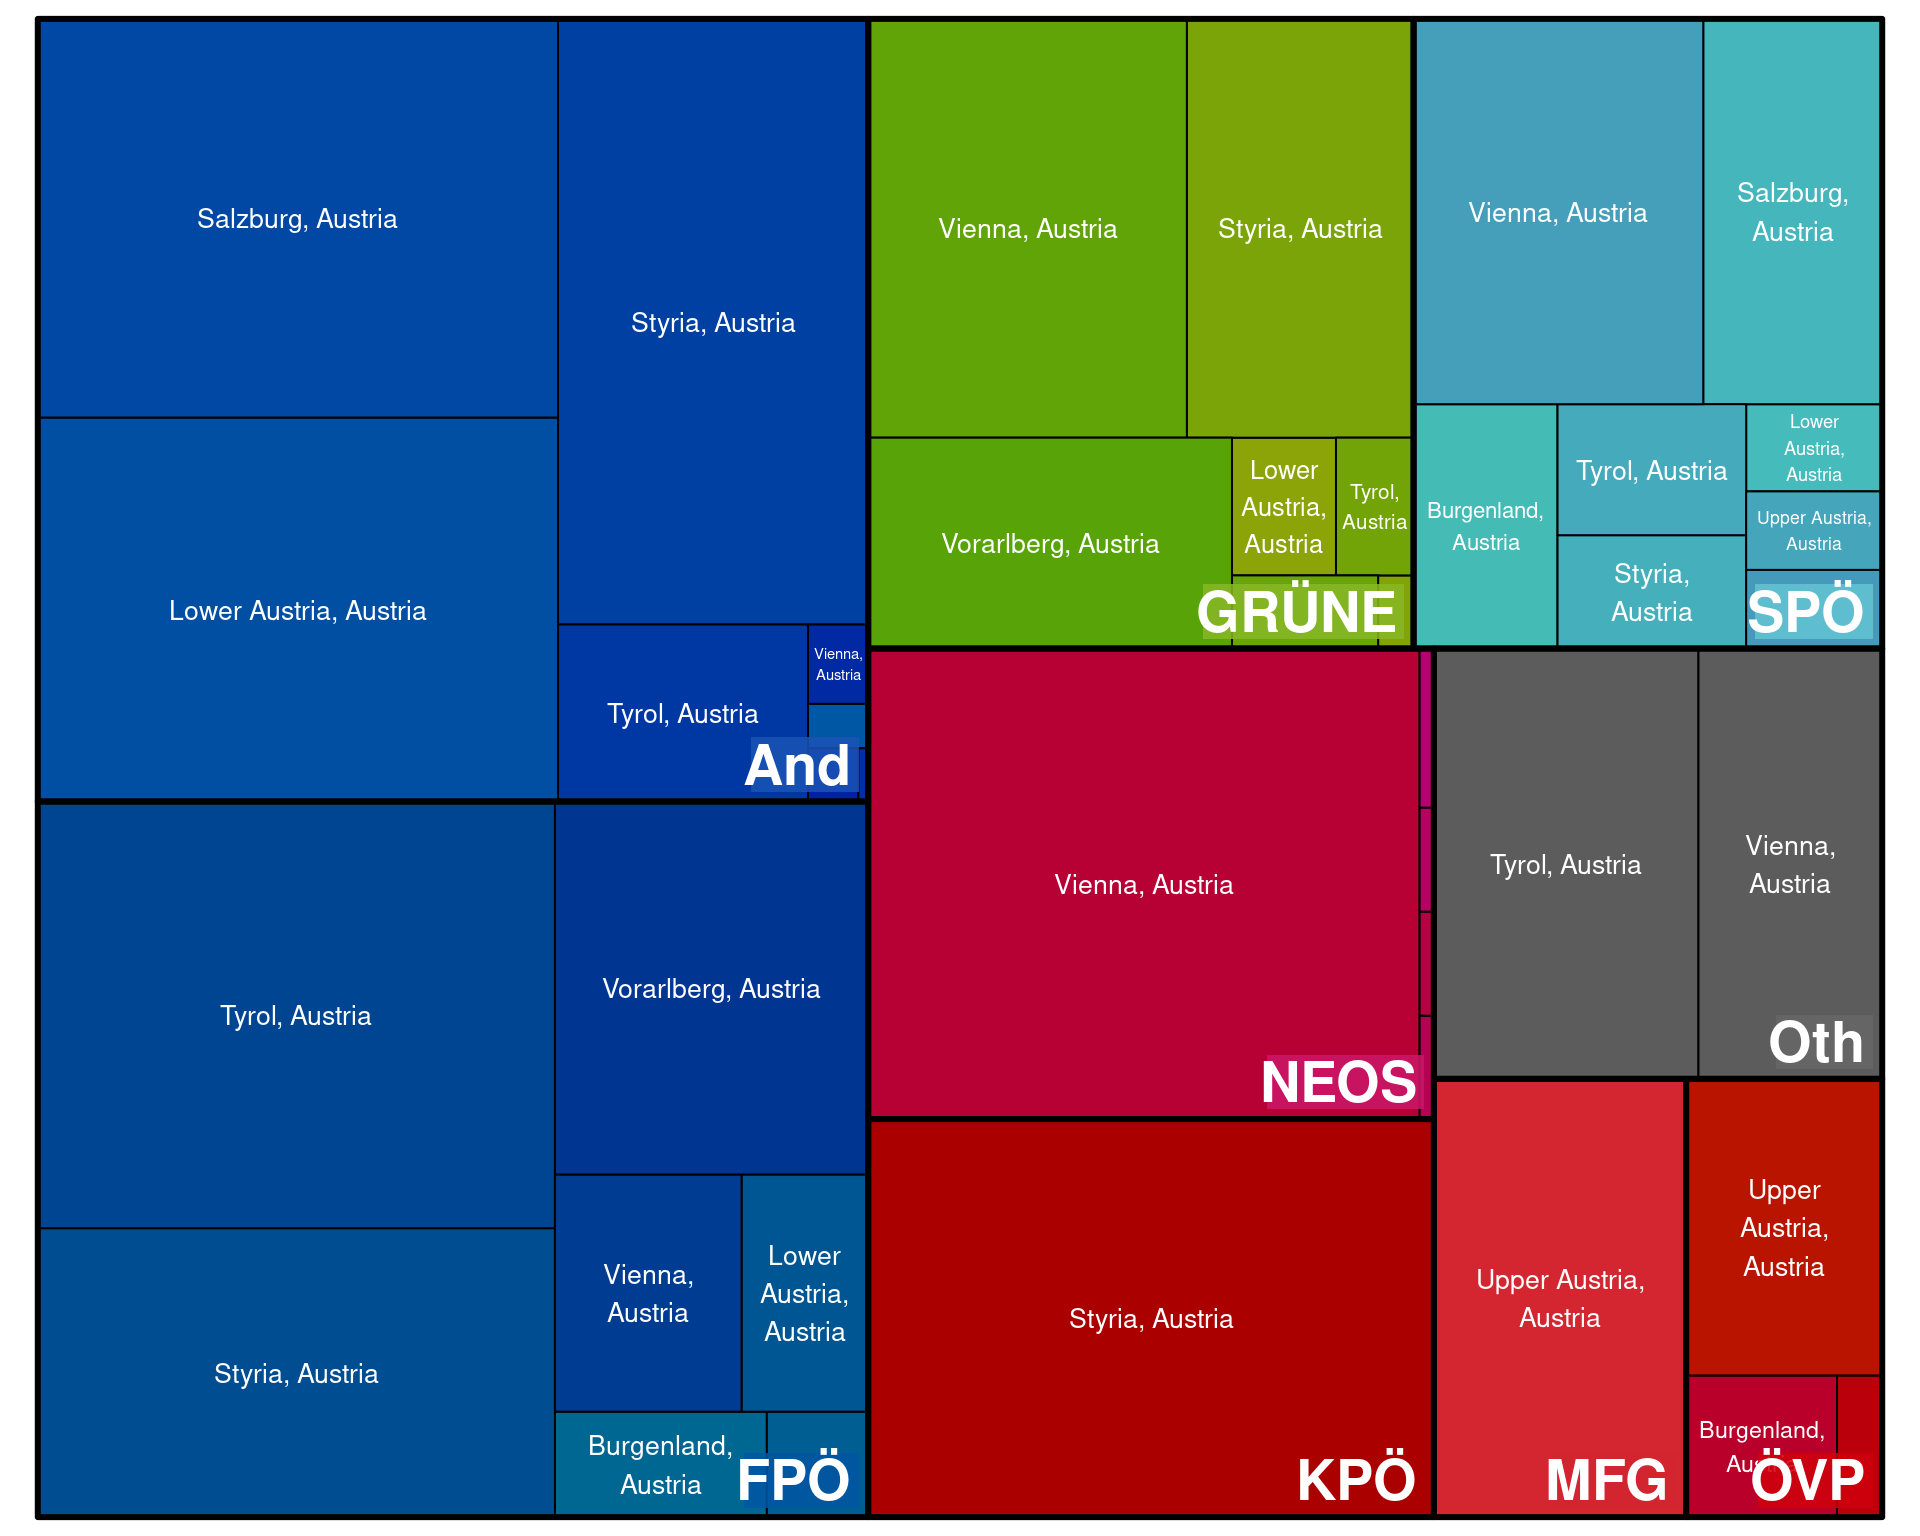 Salzburg, Austria
Lower Austria, Austria
Styria, Austria
Tyrol, Austria
Vienna,
Austria
And
Tyrol, Austria
Styria, Austria
Vorarlberg, Austria
Vienna,
Austria
Lower
Austria,
Austria
Burgenland,
Austria
FPÖ
Vienna, Austria
Styria, Austria
Vorarlberg, Austria
Lower
Austria,
Austria
Tyrol,
Austria
GRÜNE
Vienna, Austria
Salzburg,
Austria
Burgenland,
Austria
Tyrol, Austria
Styria,
Austria
Lower
Austria,
Austria
Upper Austria,
Austria
SPÖ
Vienna, Austria
NEOS
Styria, Austria
KPÖ
Tyrol, Austria
Vienna,
Austria
Oth
Upper Austria,
Austria
MFG
Upper
Austria,
Austria
Burgenland,
Austria
ÖVP